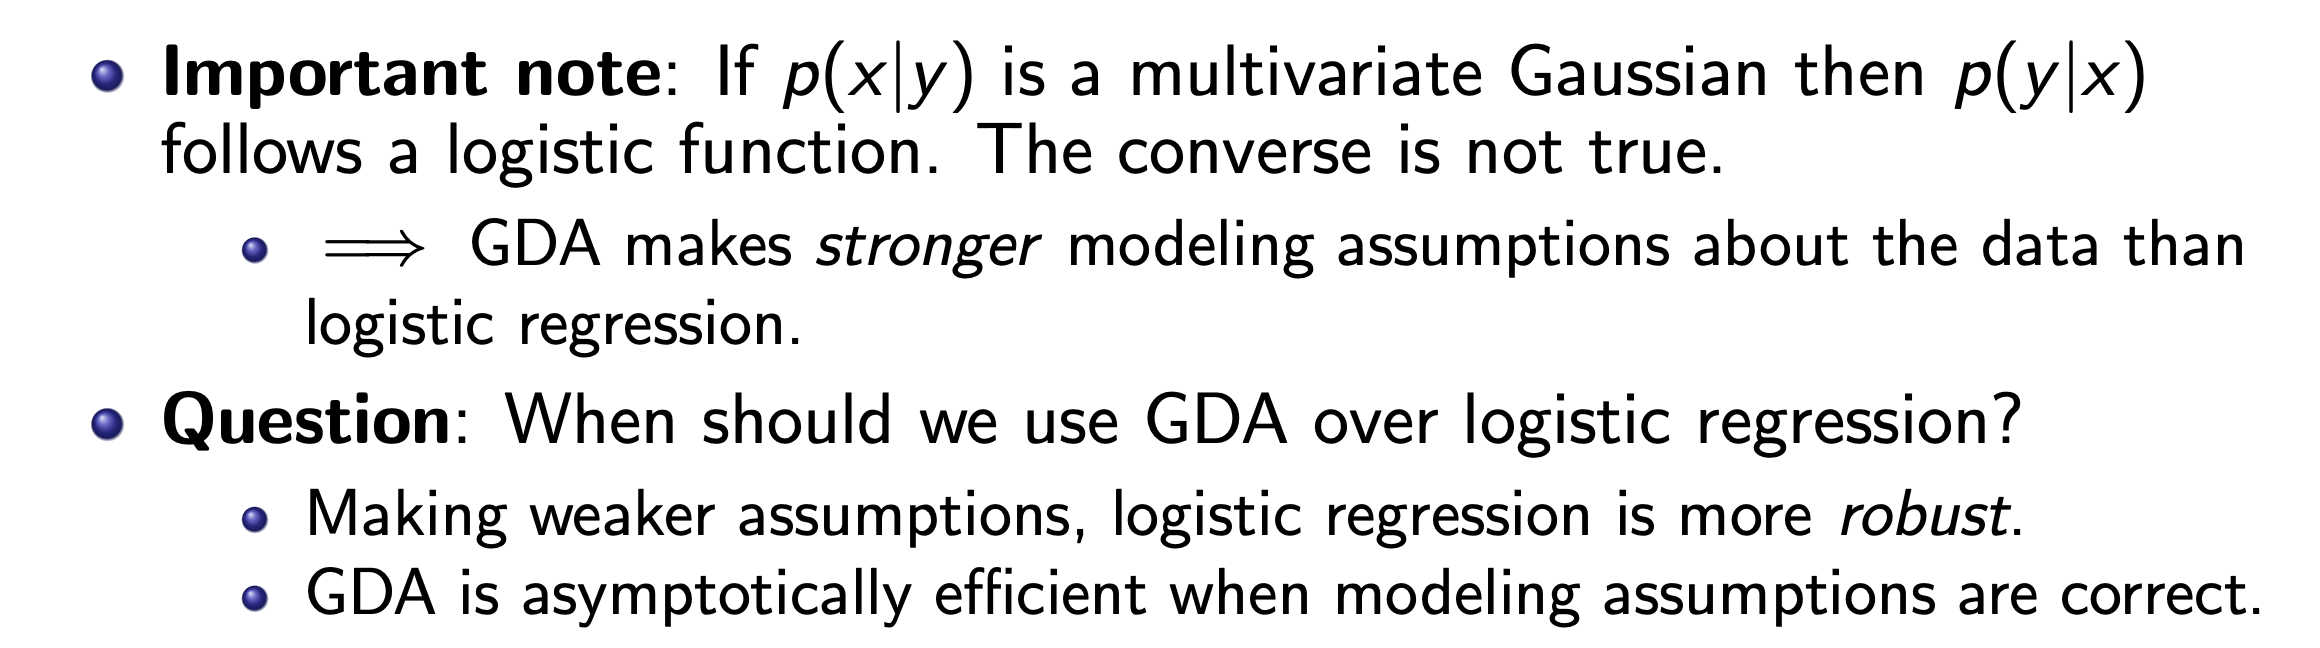 Important note: If p(x|y) is a multivariate Gaussian then p(y|x)
follows a logistic function. The converse is not true.
⟹ GDA makes stronger modeling assumptions about the data than
logistic regression.
Question: When should we use GDA over logistic regression?
Making weaker assumptions, logistic regression is more robust.
GDA is asymptotically efficient when modeling assumptions are correct.